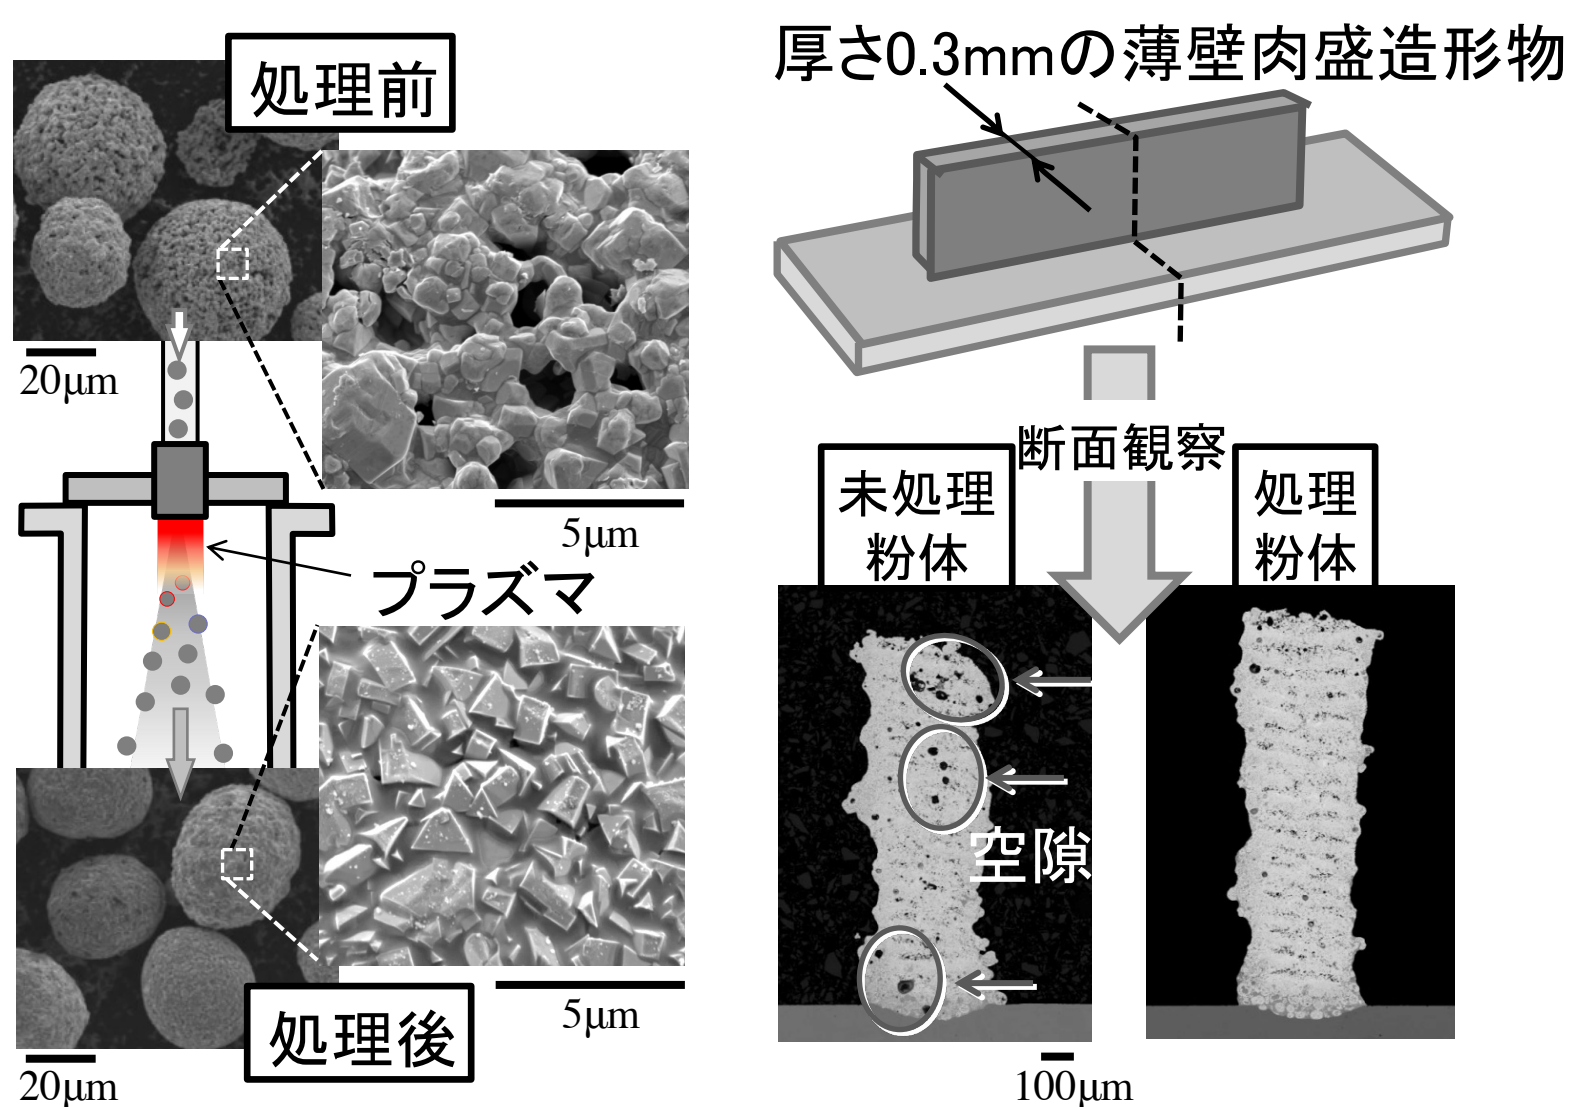 処理前
20μm
5μm
プラズマ
処理後
5μm
20μm
厚さ0.3mmの薄壁肉盛造形物
断面観察
未処理
粉体
処理
粉体
空隙
100μm